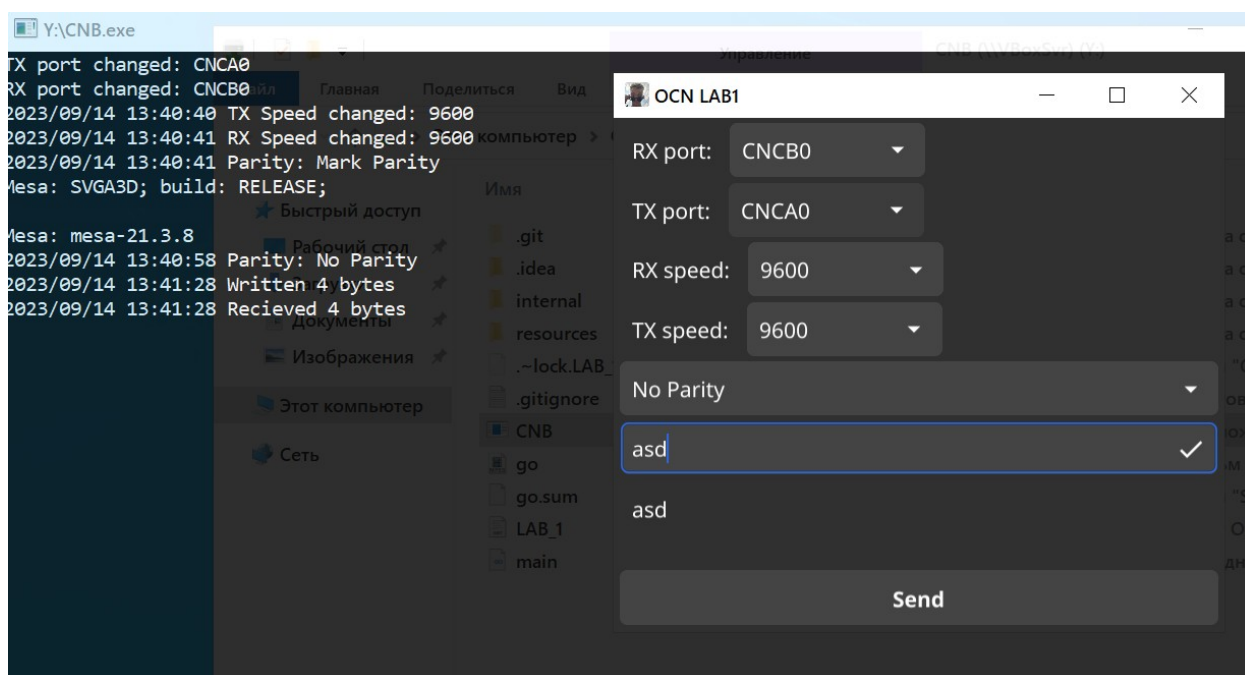 Y:\CNB.exe
TX port changed: CNCA0
RX port changed: CNCB0
2023/09/14 13:40:40 TX Speed changed: 9600
2023/09/14 13:40:41 RX Speed changed: 9600
2023/09/14 13:40:41 Parity: Mark Parity
Mesa: SVGA3D; build: RELEASE;
Mesa: mesa-21.3.8
2023/09/14 13:40:58 Parity: No Parity
2023/09/14 13:41:28 Written 4 bytes
2023/09/14 13:41:28 Recieved 4 bytes
Управление
CNB (\\VBoxSvr) (Y:)
Главная
Поделиться
Вид
компьютер
Имя
Быстрый доступ
Рабочий стол
Документы
Изображения
Этот компьютер
Сеть
.git
.idea
internal
resources
.~lock.LAB_
.gitignore
CNB
go
go.sum
LAB_1
main
OCN LAB1
RX port: CNCB0
TX port: CNCA0
RX speed: 9600
TX speed: 9600
No Parity
asd
asd
Send